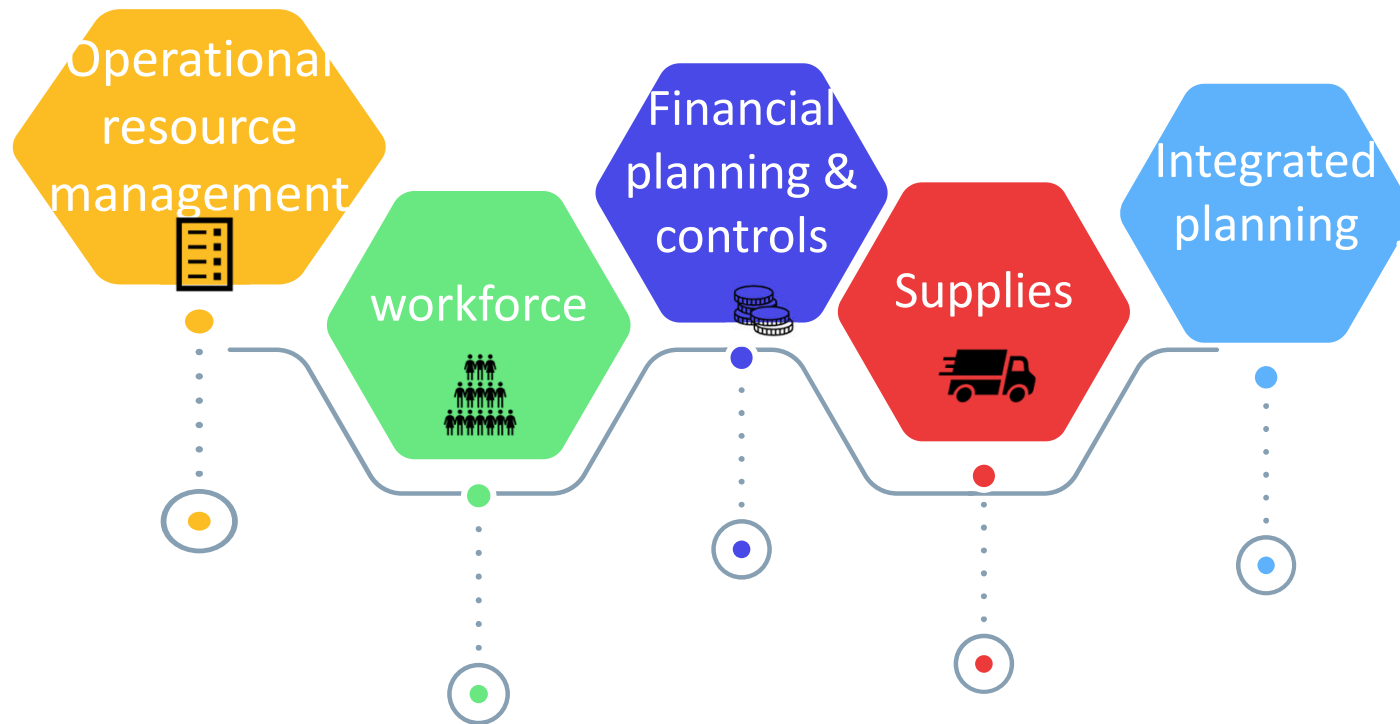 Operational
resource
management
workforce
Financial
planning &
controls
Supplies
Integrated
planning